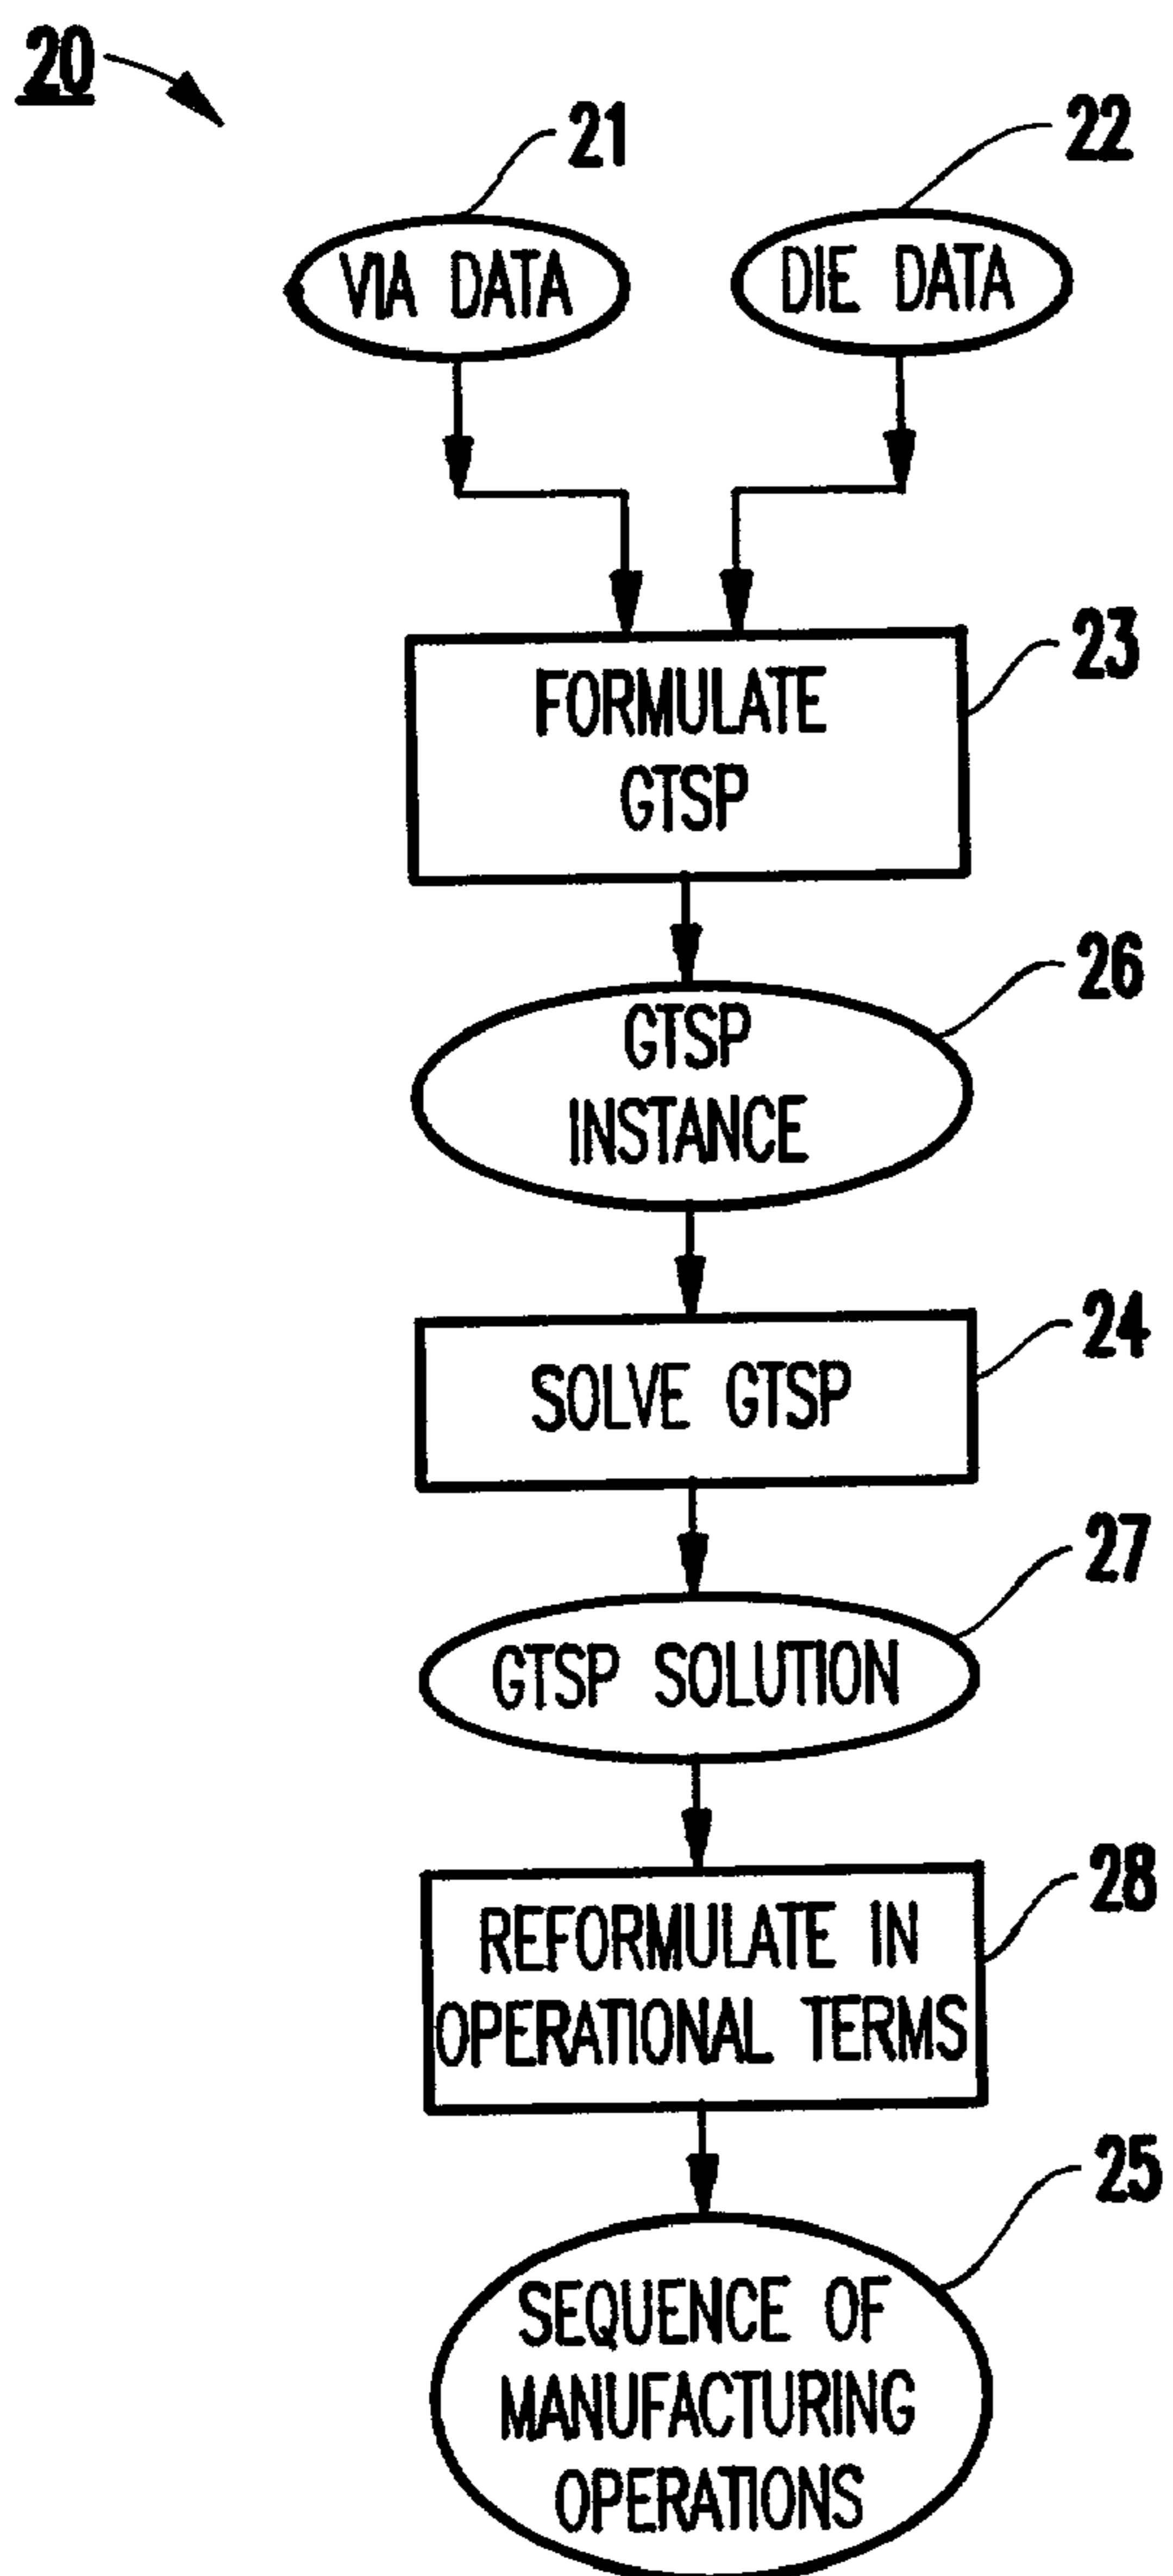 20
21
22
VIA DATA
DIE DATA
23
FORMULATE
GTSP
26
GTSP
INSTANCE
24
SOLVE GTSP
27
GTSP SOLUTION
28
REFORMULATE IN
OPERATIONAL TERMS
25
SEQUENCE OF
MANUFACTURING
OPERATIONS